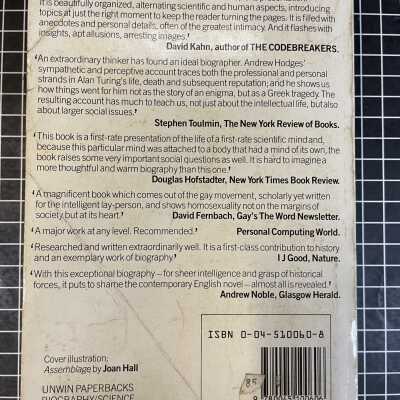 It is beautifully organized, alternating scientific and human aspects, introducing
topics at just the right moment to keep the reader turning the pages. It is filled with
anecdotes and personal details, often of the greatest intimacy. And it flashes with
insights, apt allusions, arresting images.'
David Kahn, author of THE CODEBREAKERS.
'An extraordinary thinker has found an ideal biographer. Andrew Hodges'
sympathetic and perceptive account traces both the professional and personal
strands in Alan Turing's life, death and subsequent reputation; and he shows us
how things went for him not as the story of an enigma, but as a Greek tragedy. The
resulting account has much to teach us, not just about the intellectual life, but also
about larger social issues.'
Stephen Toulmin, The New York Review of Books.
'This book is a first-rate presentation of the life of a first-rate scientific mind and,
because this particular mind was attached to a body that had a mind of its own, the
book raises some very important social questions as well. It is hard to imagine a
more thoughtful and warm biography than this one.'
Douglas Hofstadter, New York Times Book Review.
'A magnificent book which comes out of the gay movement, scholarly yet written
for the intelligent lay-person, and shows homosexuality not on the margins of
society but at its heart.' David Fernbach, Gay's The Word Newsletter.
'A major work at any level. Recommended.' Personal Computing World.
'Researched and written extraordinarily well. It is a first-class contribution to history
and an exemplary work of biography.' I J Good, Nature.
'With this exceptional biography – for sheer intelligence and grasp of historical
forces, it puts to shame the contemporary English novel – almost all is revealed.'
Andrew Noble, Glasgow Herald.
ISBN 0-04-510060-8
Cover illustration:
Assemblage by Joan Hall
85
UNWIN PAPERBACKS
BIOGRAPHY/SCIENCE
9 780045 100606